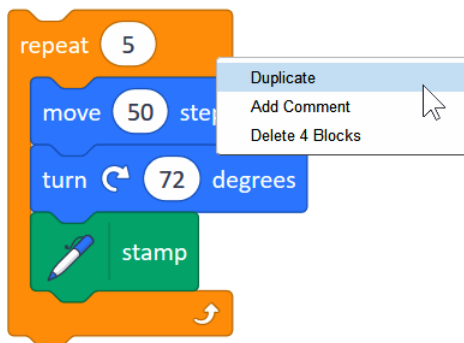 repeat 5
Duplicate
move 50
Add Comment
Delete 4 Blocks
turn 72 degrees
stamp